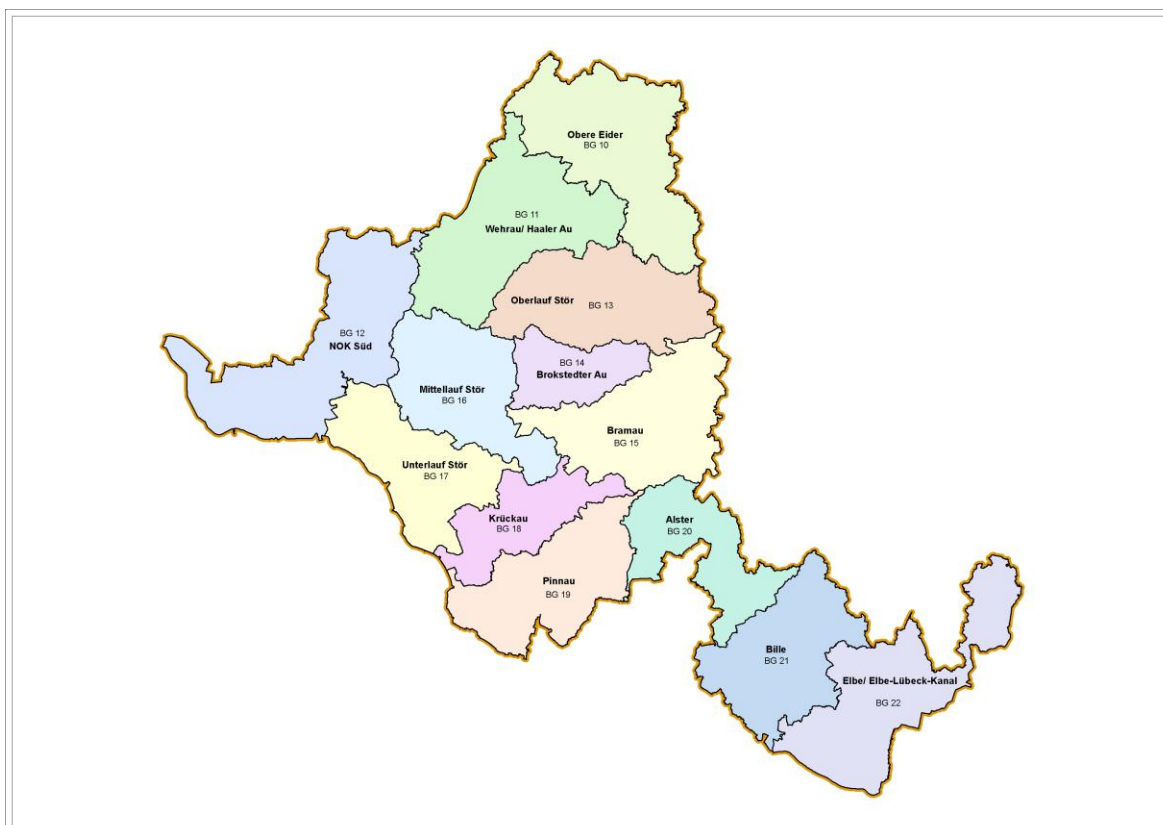 Obere Eider
BG 10
BG 11
Wehrau/ Haaler Au
Oberlauf Stör
BG 13
BG 12
NOK Süd
BG 14
Brokstedter Au
Mittellauf Stör
BG 16
Bramau
BG 15
Unterlauf Stör
BG 17
Krückau
BG 18
Alster
BG 20
Pinnau
BG 19
Bille
BG 21
Elbe/ Elbe-Lübeck-Kanal
BG 22